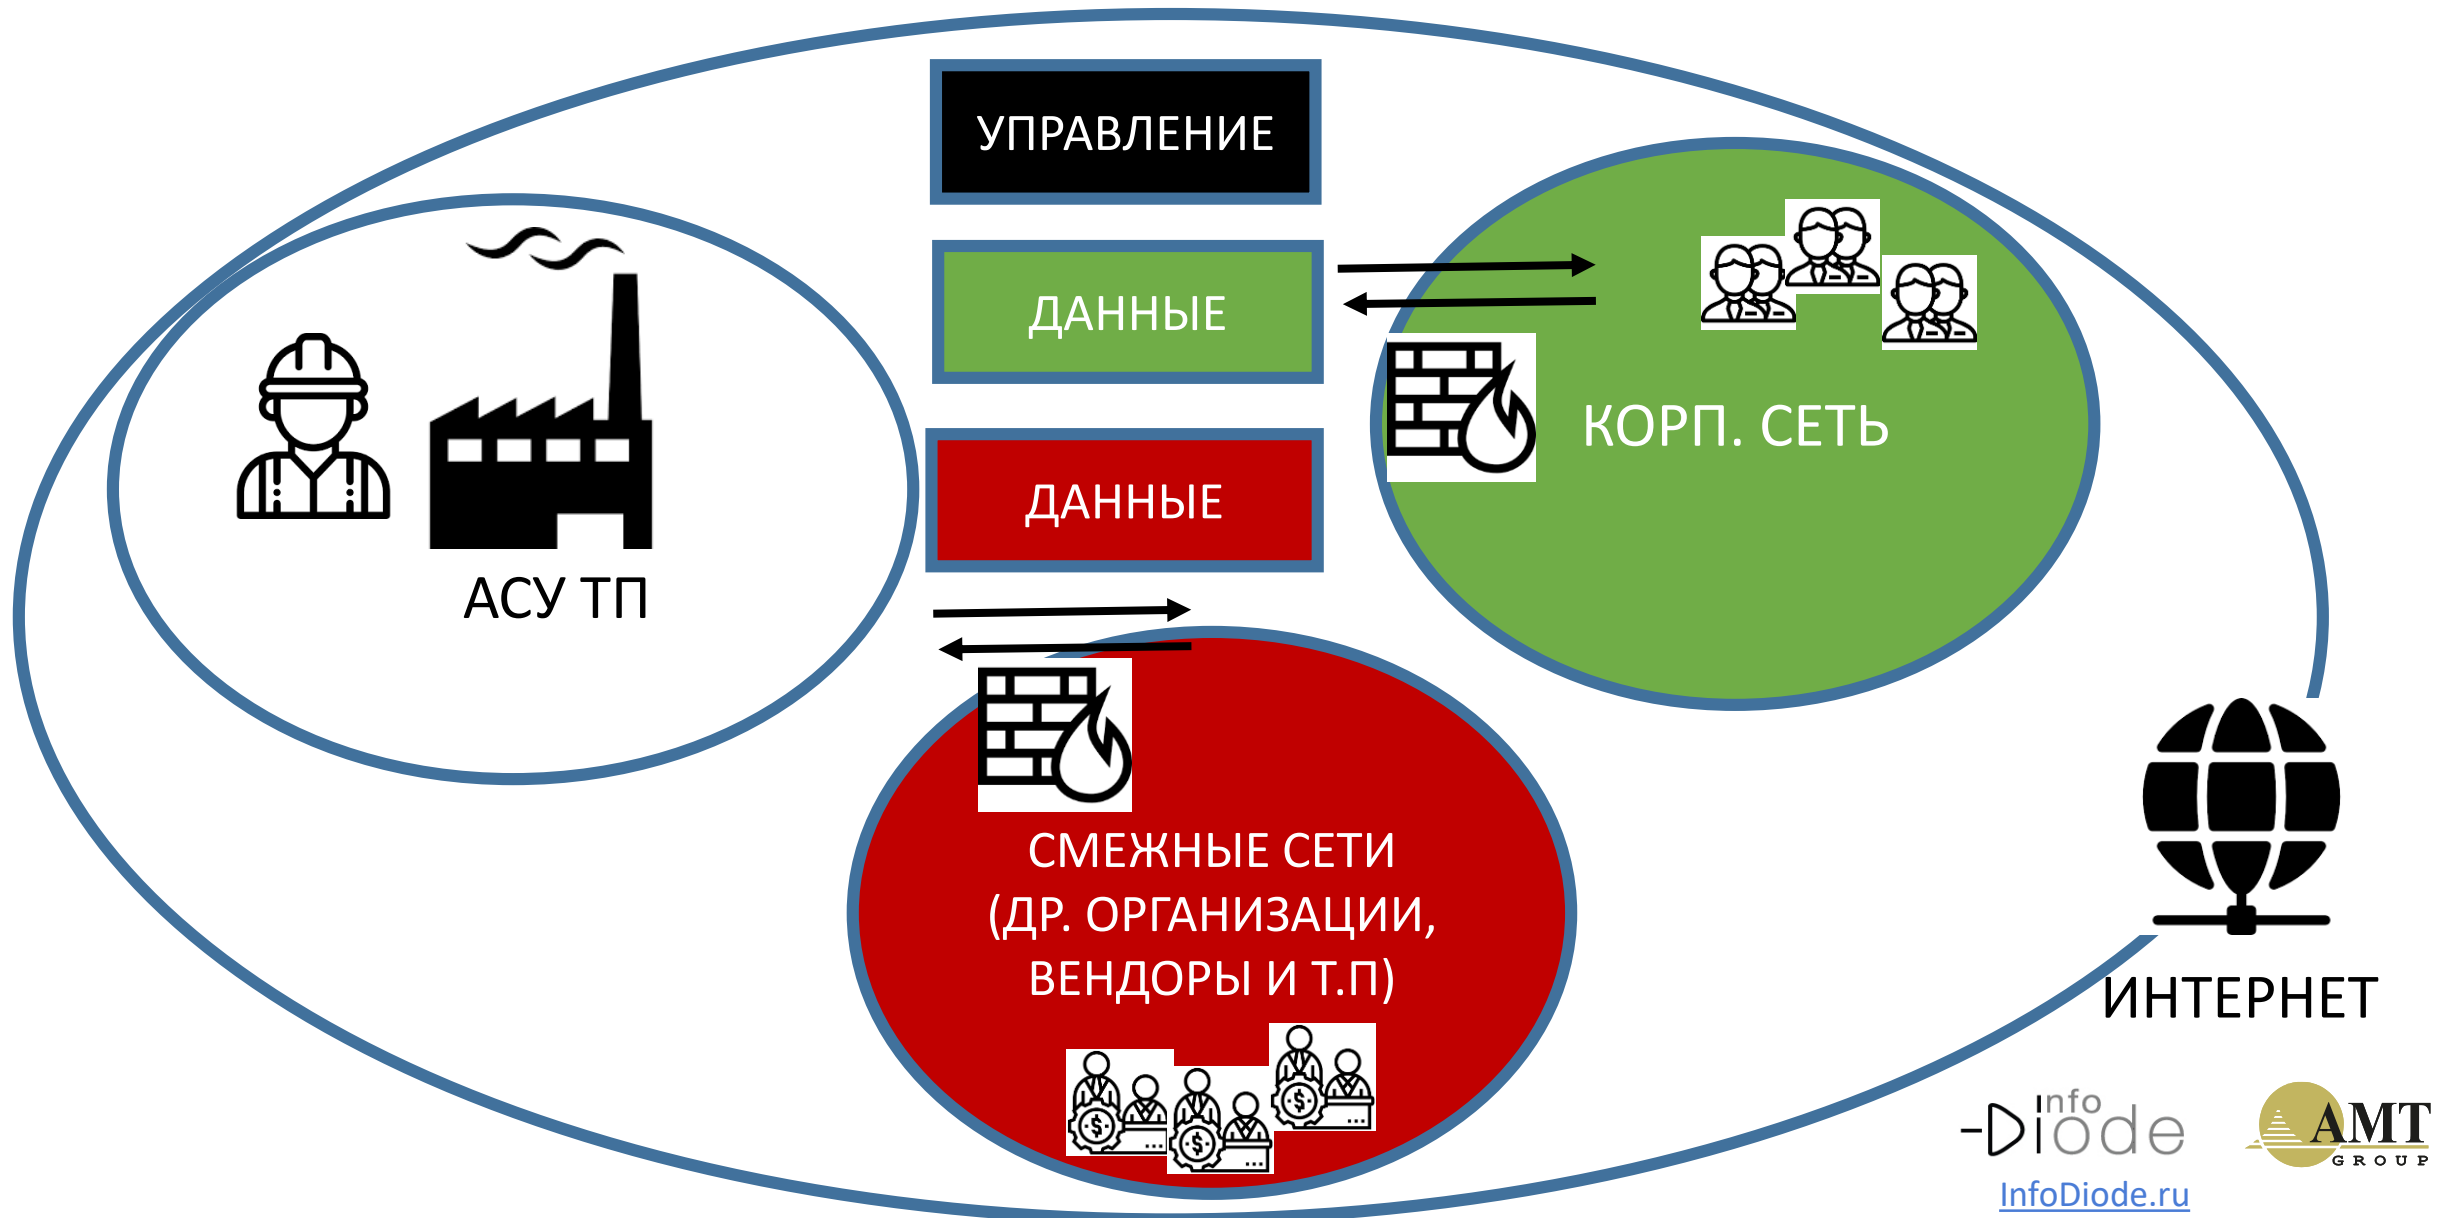 УПРАВЛЕНИЕ
ДАННЫЕ
ДАННЫЕ
АСУ ТП
КОРП. СЕТЬ
СМЕЖНЫЕ СЕТИ
(ДР. ОРГАНИЗАЦИИ,
ВЕНДОРЫ И Т.П)
ИНТЕРНЕТ
info
Diode
InfoDiode.ru
AMT
GROUP